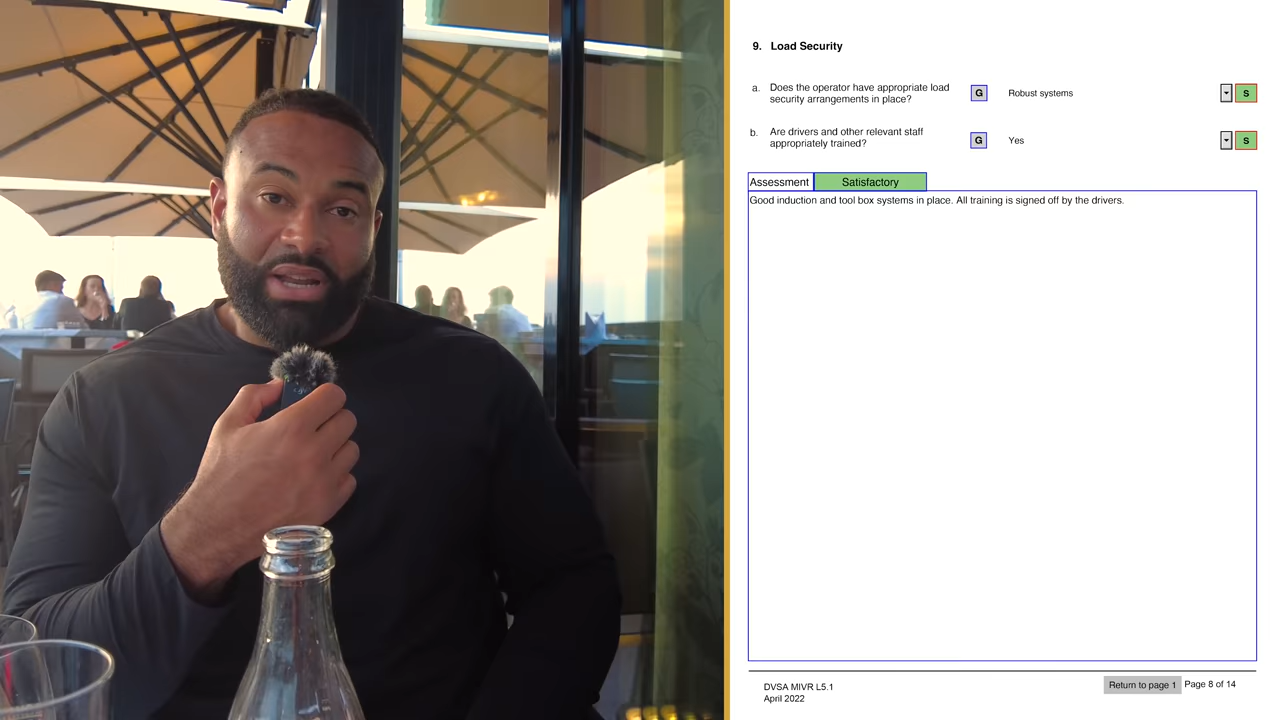 9. Load Security
a. Does the operator have appropriate load
security arrangements in place?
G
Robust systems
S
b. Are drivers and other relevant staff
appropriately trained?
G
Yes
S
Assessment Satisfactory
Good induction and tool box systems in place. All training is signed off by the drivers.
DVSA MIVR L5.1
April 2022
Return to page 1 Page 8 of 14